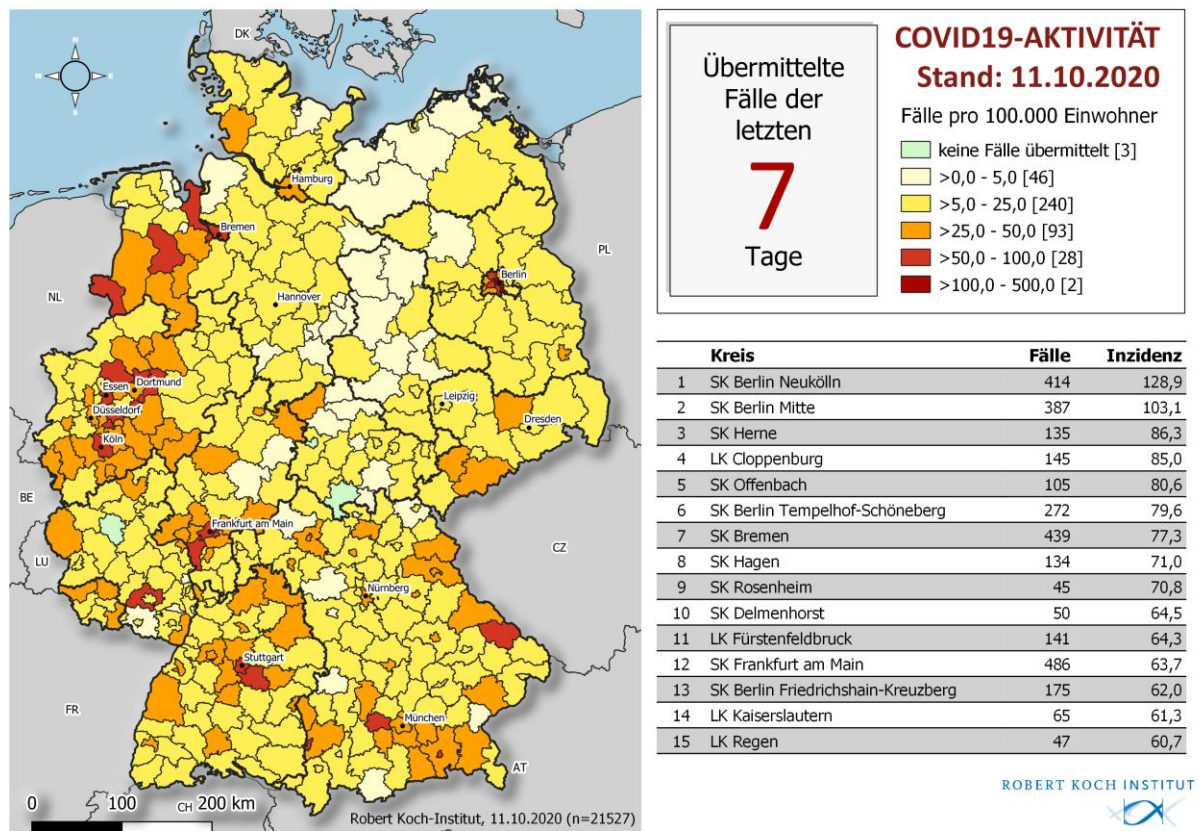 DK
N
W
E
S
Hamburg
Bremen
PL
Berlin
NL
Hannover
Essen
Dortmund
Düsseldorf
Leipzig
Dresden
Köln
BE
Frankfurt am Main
LU
CZ
Nürnberg
Stuttgart
FR
München
AT
0 100 CH 200 km
Robert Koch-Institut, 11.10.2020 (n=21527)
Übermittelte
Fälle der
letzten
7
Tage
COVID19-AKTIVITÄT
Stand: 11.10.2020
Fälle pro 100.000 Einwohner
keine Fälle übermittelt [3]
>0,0 - 5,0 [46]
>5,0 - 25,0 [240]
>25,0 - 50,0 [93]
>50,0 - 100,0 [28]
>100,0 - 500,0 [2]
Kreis Fälle Inzidenz
1 SK Berlin Neukölln 414 128,9
2 SK Berlin Mitte 387 103,1
3 SK Herne 135 86,3
4 LK Cloppenburg 145 85,0
5 SK Offenbach 105 80,6
6 SK Berlin Tempelhof-Schöneberg 272 79,6
7 SK Bremen 439 77,3
8 SK Hagen 134 71,0
9 SK Rosenheim 45 70,8
10 SK Delmenhorst 50 64,5
11 LK Fürstenfeldbruck 141 64,3
12 SK Frankfurt am Main 486 63,7
13 SK Berlin Friedrichshain-Kreuzberg 175 62,0
14 LK Kaiserslautern 65 61,3
15 LK Regen 47 60,7
ROBERT KOCH INSTITUT